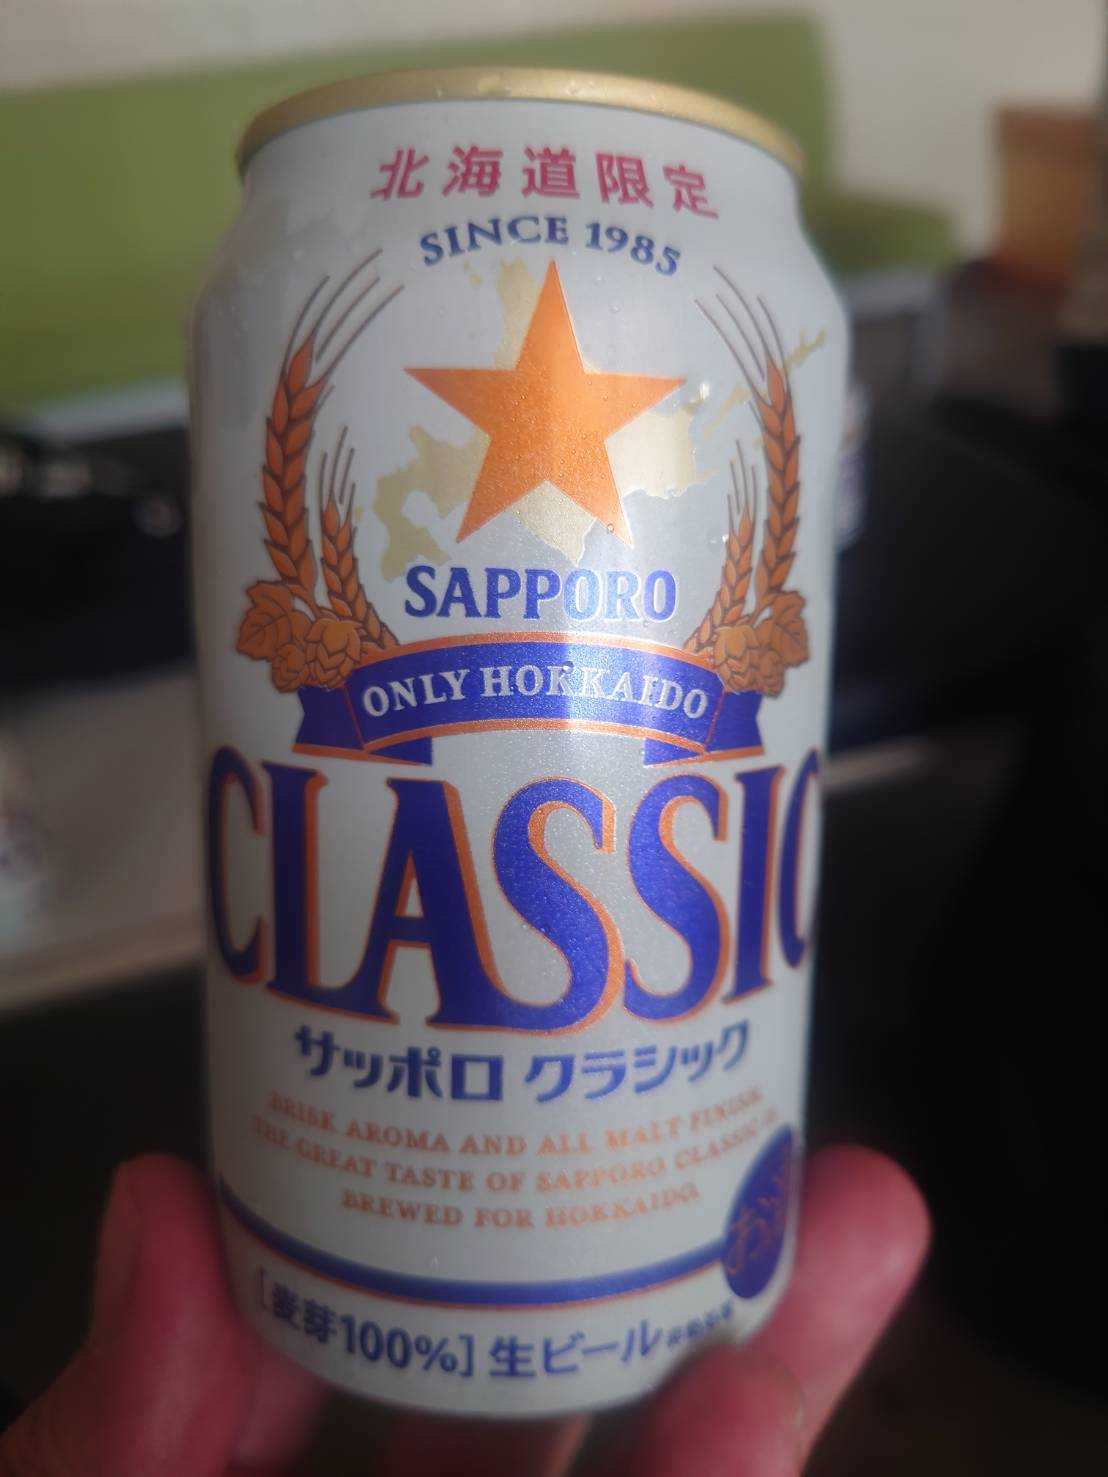 北海道限定
SINCE 1985
SAPPORO
ONLY HOKKAIDO
CLASSIC
サッポロ クラシック
BRISK AROMA AND ALL MALT FINISH
THE GREAT TASTE OF SAPPORO CLASSIC IS
BREWED FOR HOKKAIDO.
[麦芽100%] 生ビール